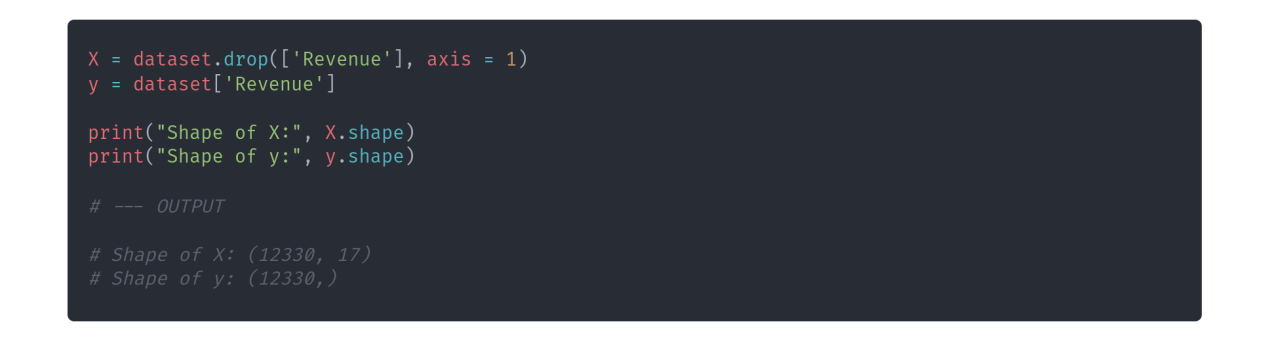 X = dataset.drop(['Revenue'], axis = 1)
y = dataset['Revenue']
print("Shape of X:", X.shape)
print("Shape of y:", y.shape)
# --- OUTPUT
# Shape of X: (12330, 17)
# Shape of y: (12330,)